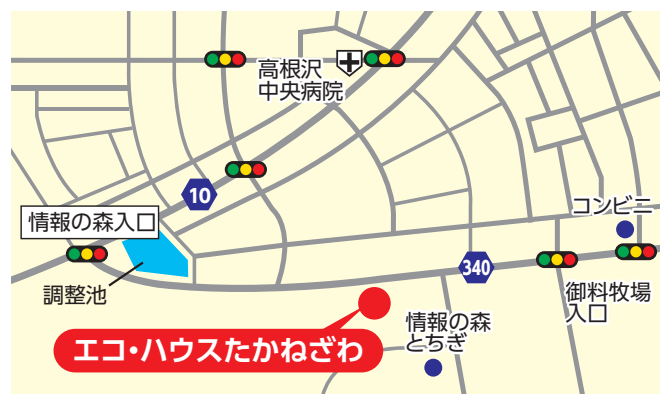 高根沢
中央病院
10
情報の森入口
コンビニ
340
調整池
御料牧場
入口
情報の森
とちぎ
エコ・ハウスたかねざわ